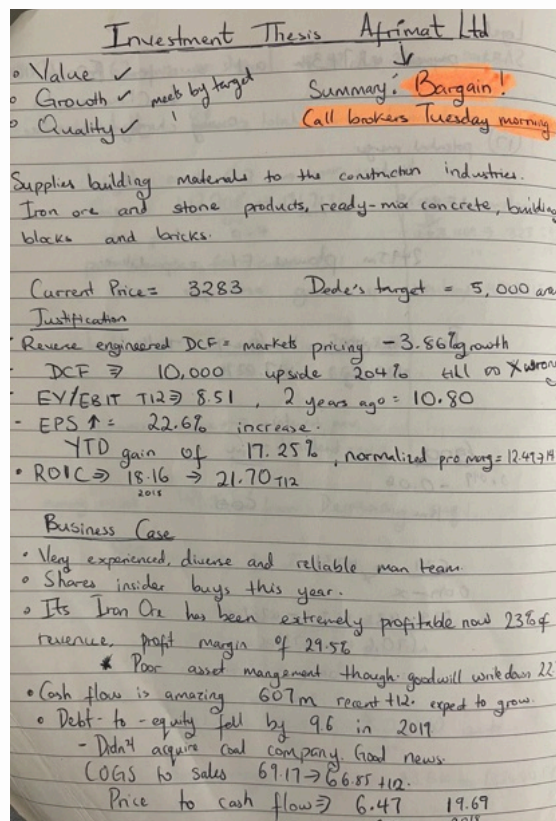 Investment Thesis Afrimat Ltd
• Value ✓
• Growth ✓ meets by target
• Quality ✓ !
Summary: Bargain!
Call brokers Tuesday morning
Supplies building materials to the construction industries.
Iron ore and stone products, ready-mix concrete, building
blocks and bricks.
Current Price = 3283 Dede's target = 5,000 are
Justification
Reverse engineered DCF = markets pricing -3.86% growth
- DCF ⇒ 10,000 upside 204% till ∞ X wrong
- EV/EBIT T12 ⇒ 8.51, 2 years ago = 10.80
- EPS ↑ = 22.6% increase.
YTD gain of 17.25%, normalized pro marg = 12.47→14
• ROIC ⇒ 18.16 → 21.70 T12
2018
Business Case
• Very experienced, diverse and reliable man team.
• Shares insider buys this year.
• Its Iron Ore has been extremely profitable now 23% of
revenue, profit margin of 29.5%
* Poor asset mangement though. goodwill write down 22
• Cash flow is amazing 607m recent t12. expect to grow.
• Debt-to-equity fell by 9.6 in 2019
- Didn't acquire coal company. Good news.
COGS to sales 69.17→66.85 t12.
Price to cash flow ⇒ 6.47 19.69
2018